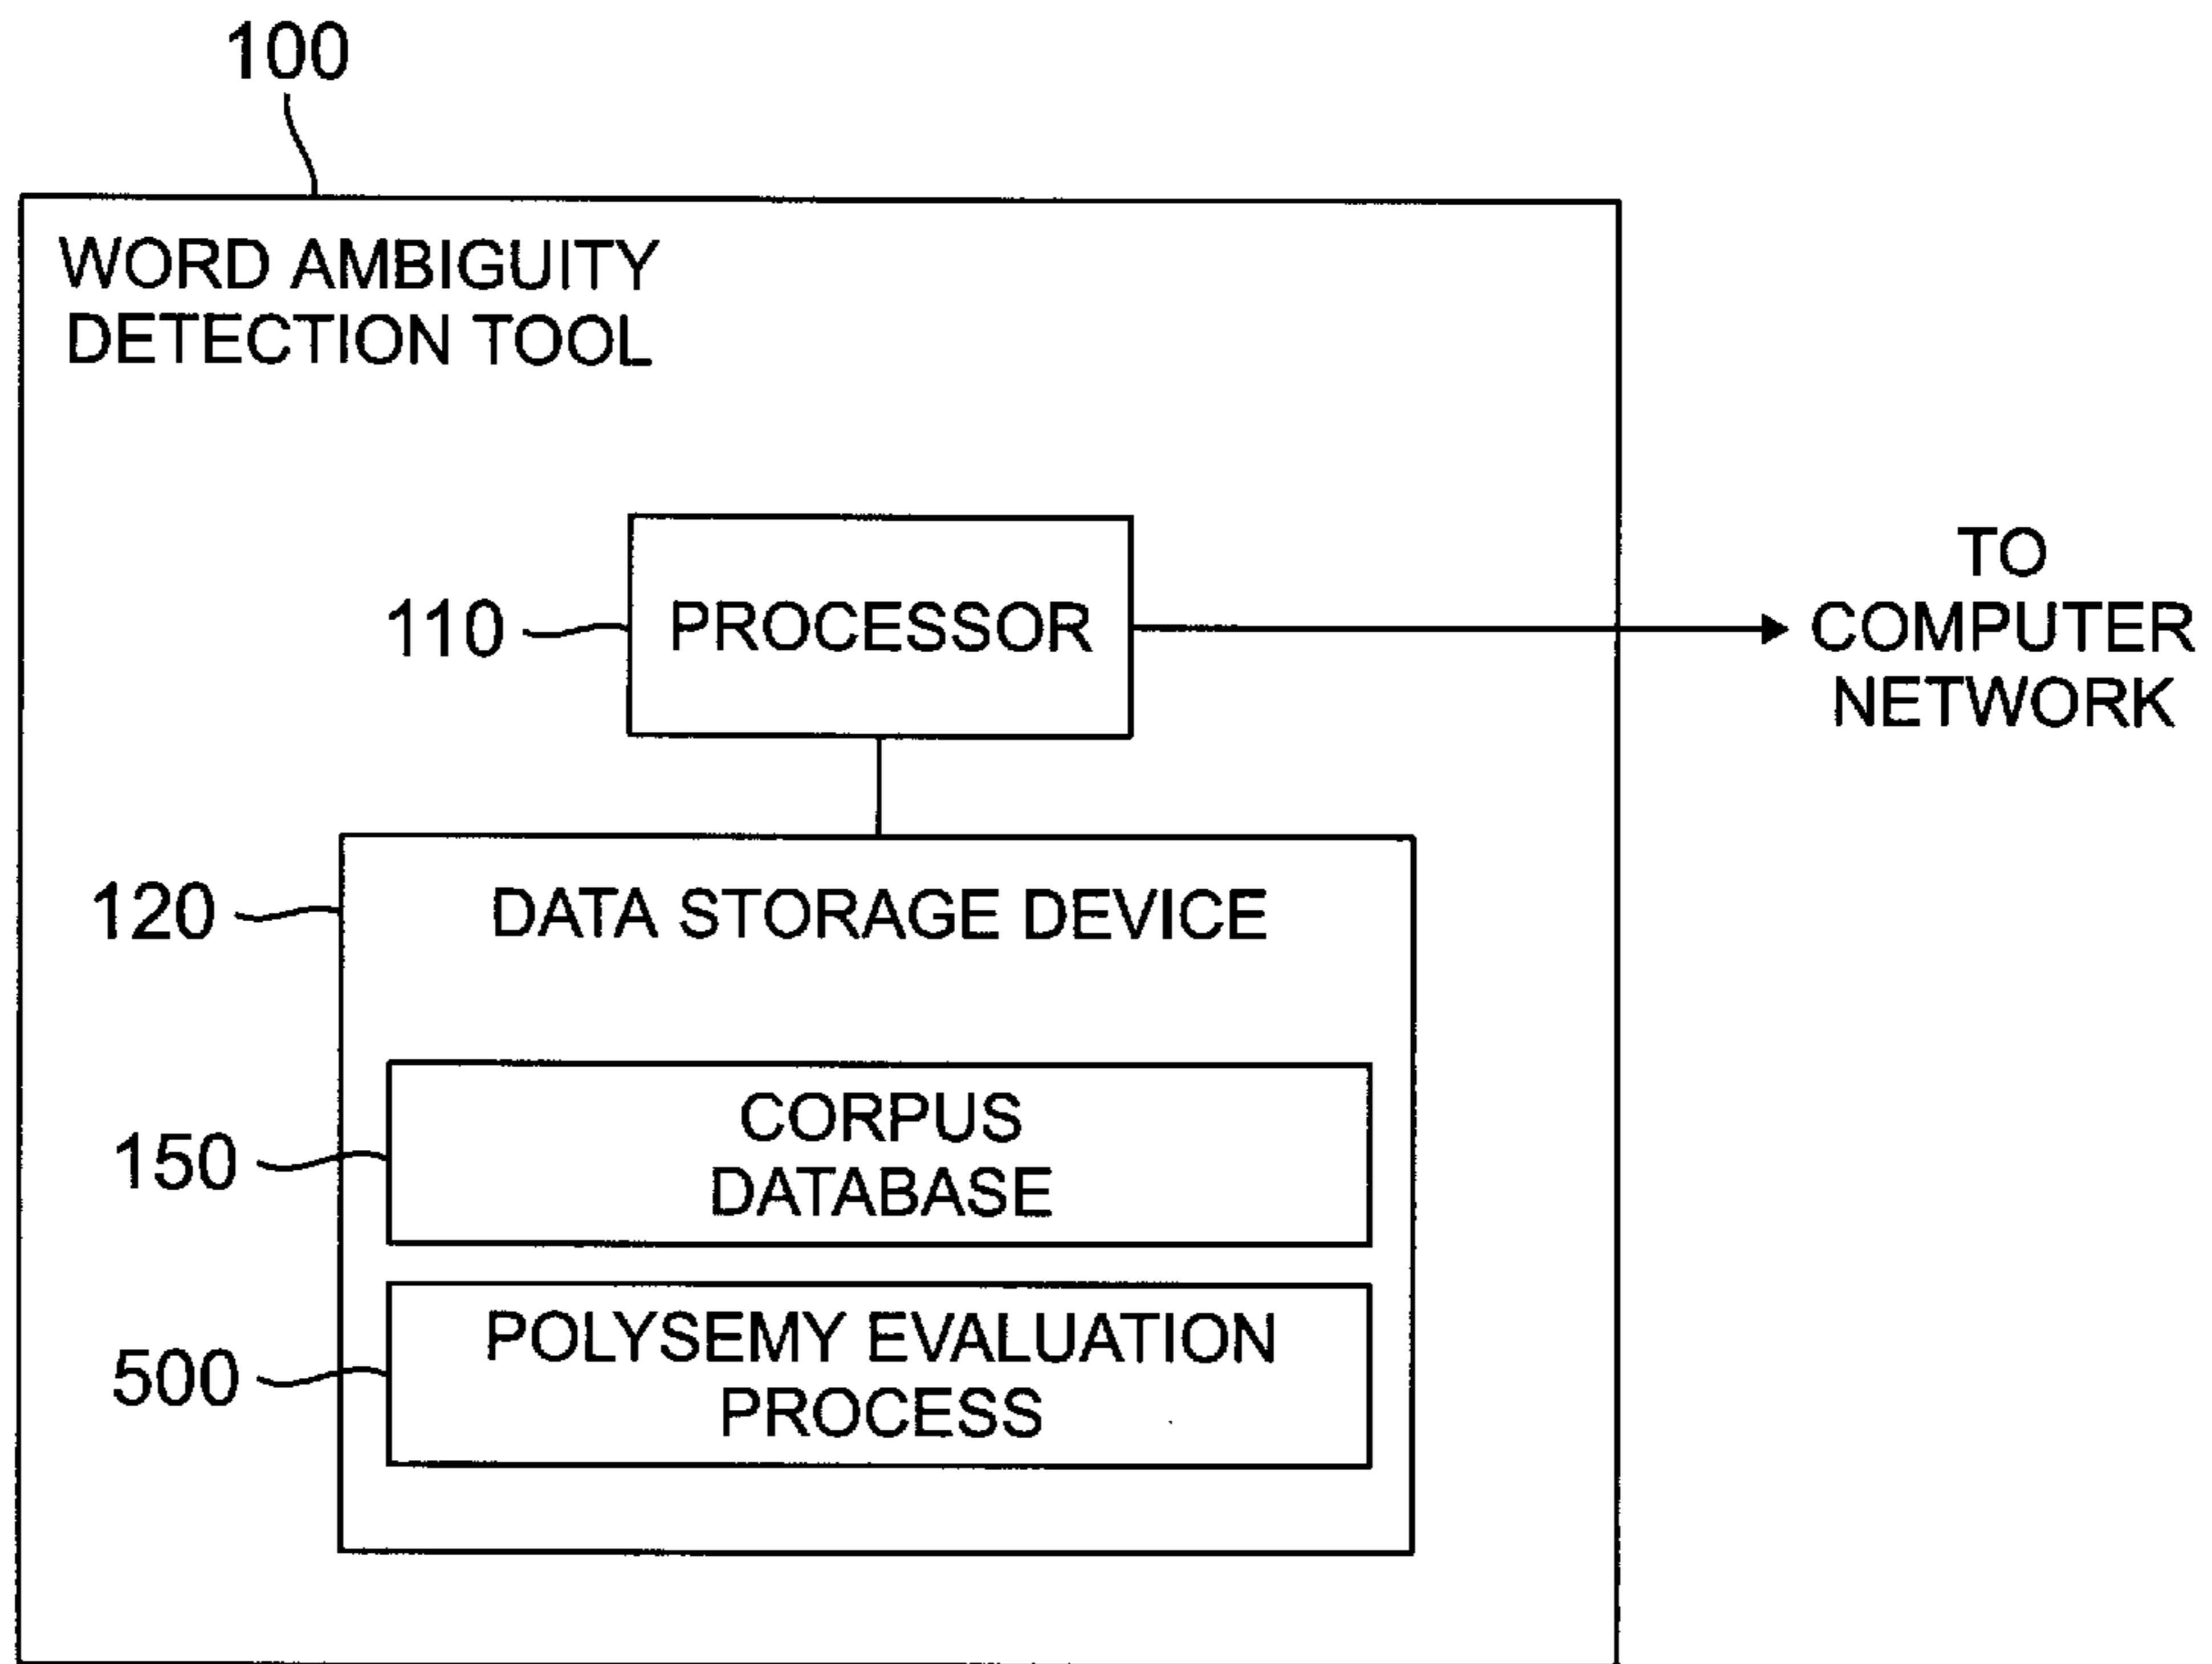 100
WORD AMBIGUITY
DETECTION TOOL
110
PROCESSOR
TO
COMPUTER
NETWORK
120
DATA STORAGE DEVICE
150
CORPUS
DATABASE
500
POLYSEMY EVALUATION
PROCESS